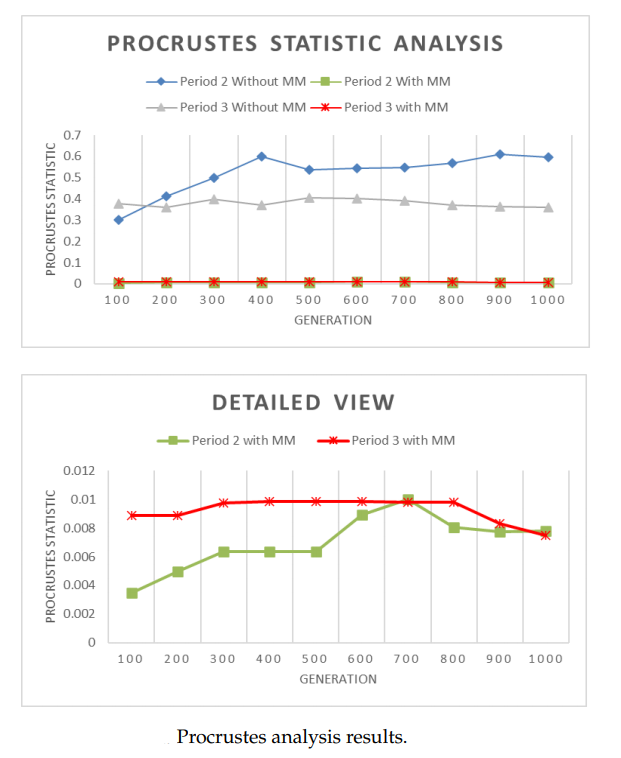 PROCRUSTES STATISTIC ANALYSIS
Period 2 Without MM Period 2 With MM
Period 3 Without MM Period 3 with MM
PROCRUSTES STATISTIC
0.7
0.6
0.5
0.4
0.3
0.2
0.1
0
100 200 300 400 500 600 700 800 900 1000
GENERATION
DETAILED VIEW
Period 2 with MM Period 3 with MM
PROCRUSTES STATISTIC
0.012
0.01
0.008
0.006
0.004
0.002
0
100 200 300 400 500 600 700 800 900 1000
GENERATION
Procrustes analysis results.